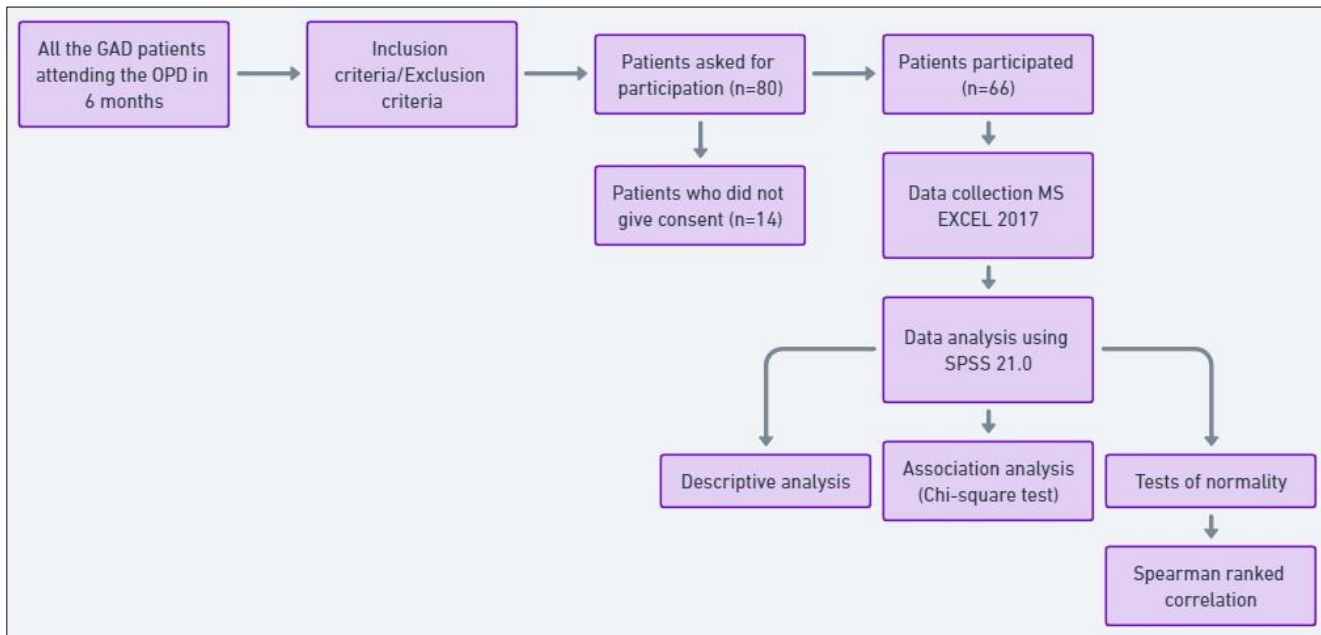 All the GAD patients
attending the OPD in
6 months
Inclusion
criteria/Exclusion
criteria
Patients asked for
participation (n=80)
Patients participated
(n=66)
Patients who did not
give consent (n=14)
Data collection MS
EXCEL 2017
Data analysis using
SPSS 21.0
Descriptive analysis
Association analysis
(Chi-square test)
Tests of normality
Spearman ranked
correlation